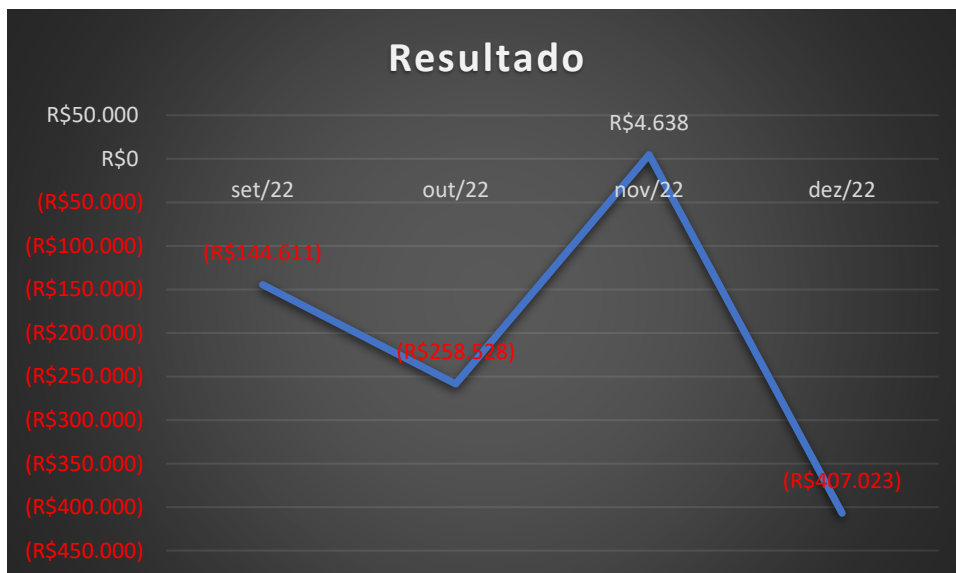 Resultado
R$50.000
R$4.638
R$0
set/22
out/22
nov/22
dez/22
(R$50.000)
(R$100.000)
(R$144.611)
(R$150.000)
(R$200.000)
(R$258.528)
(R$250.000)
(R$300.000)
(R$350.000)
(R$407.023)
(R$400.000)
(R$450.000)